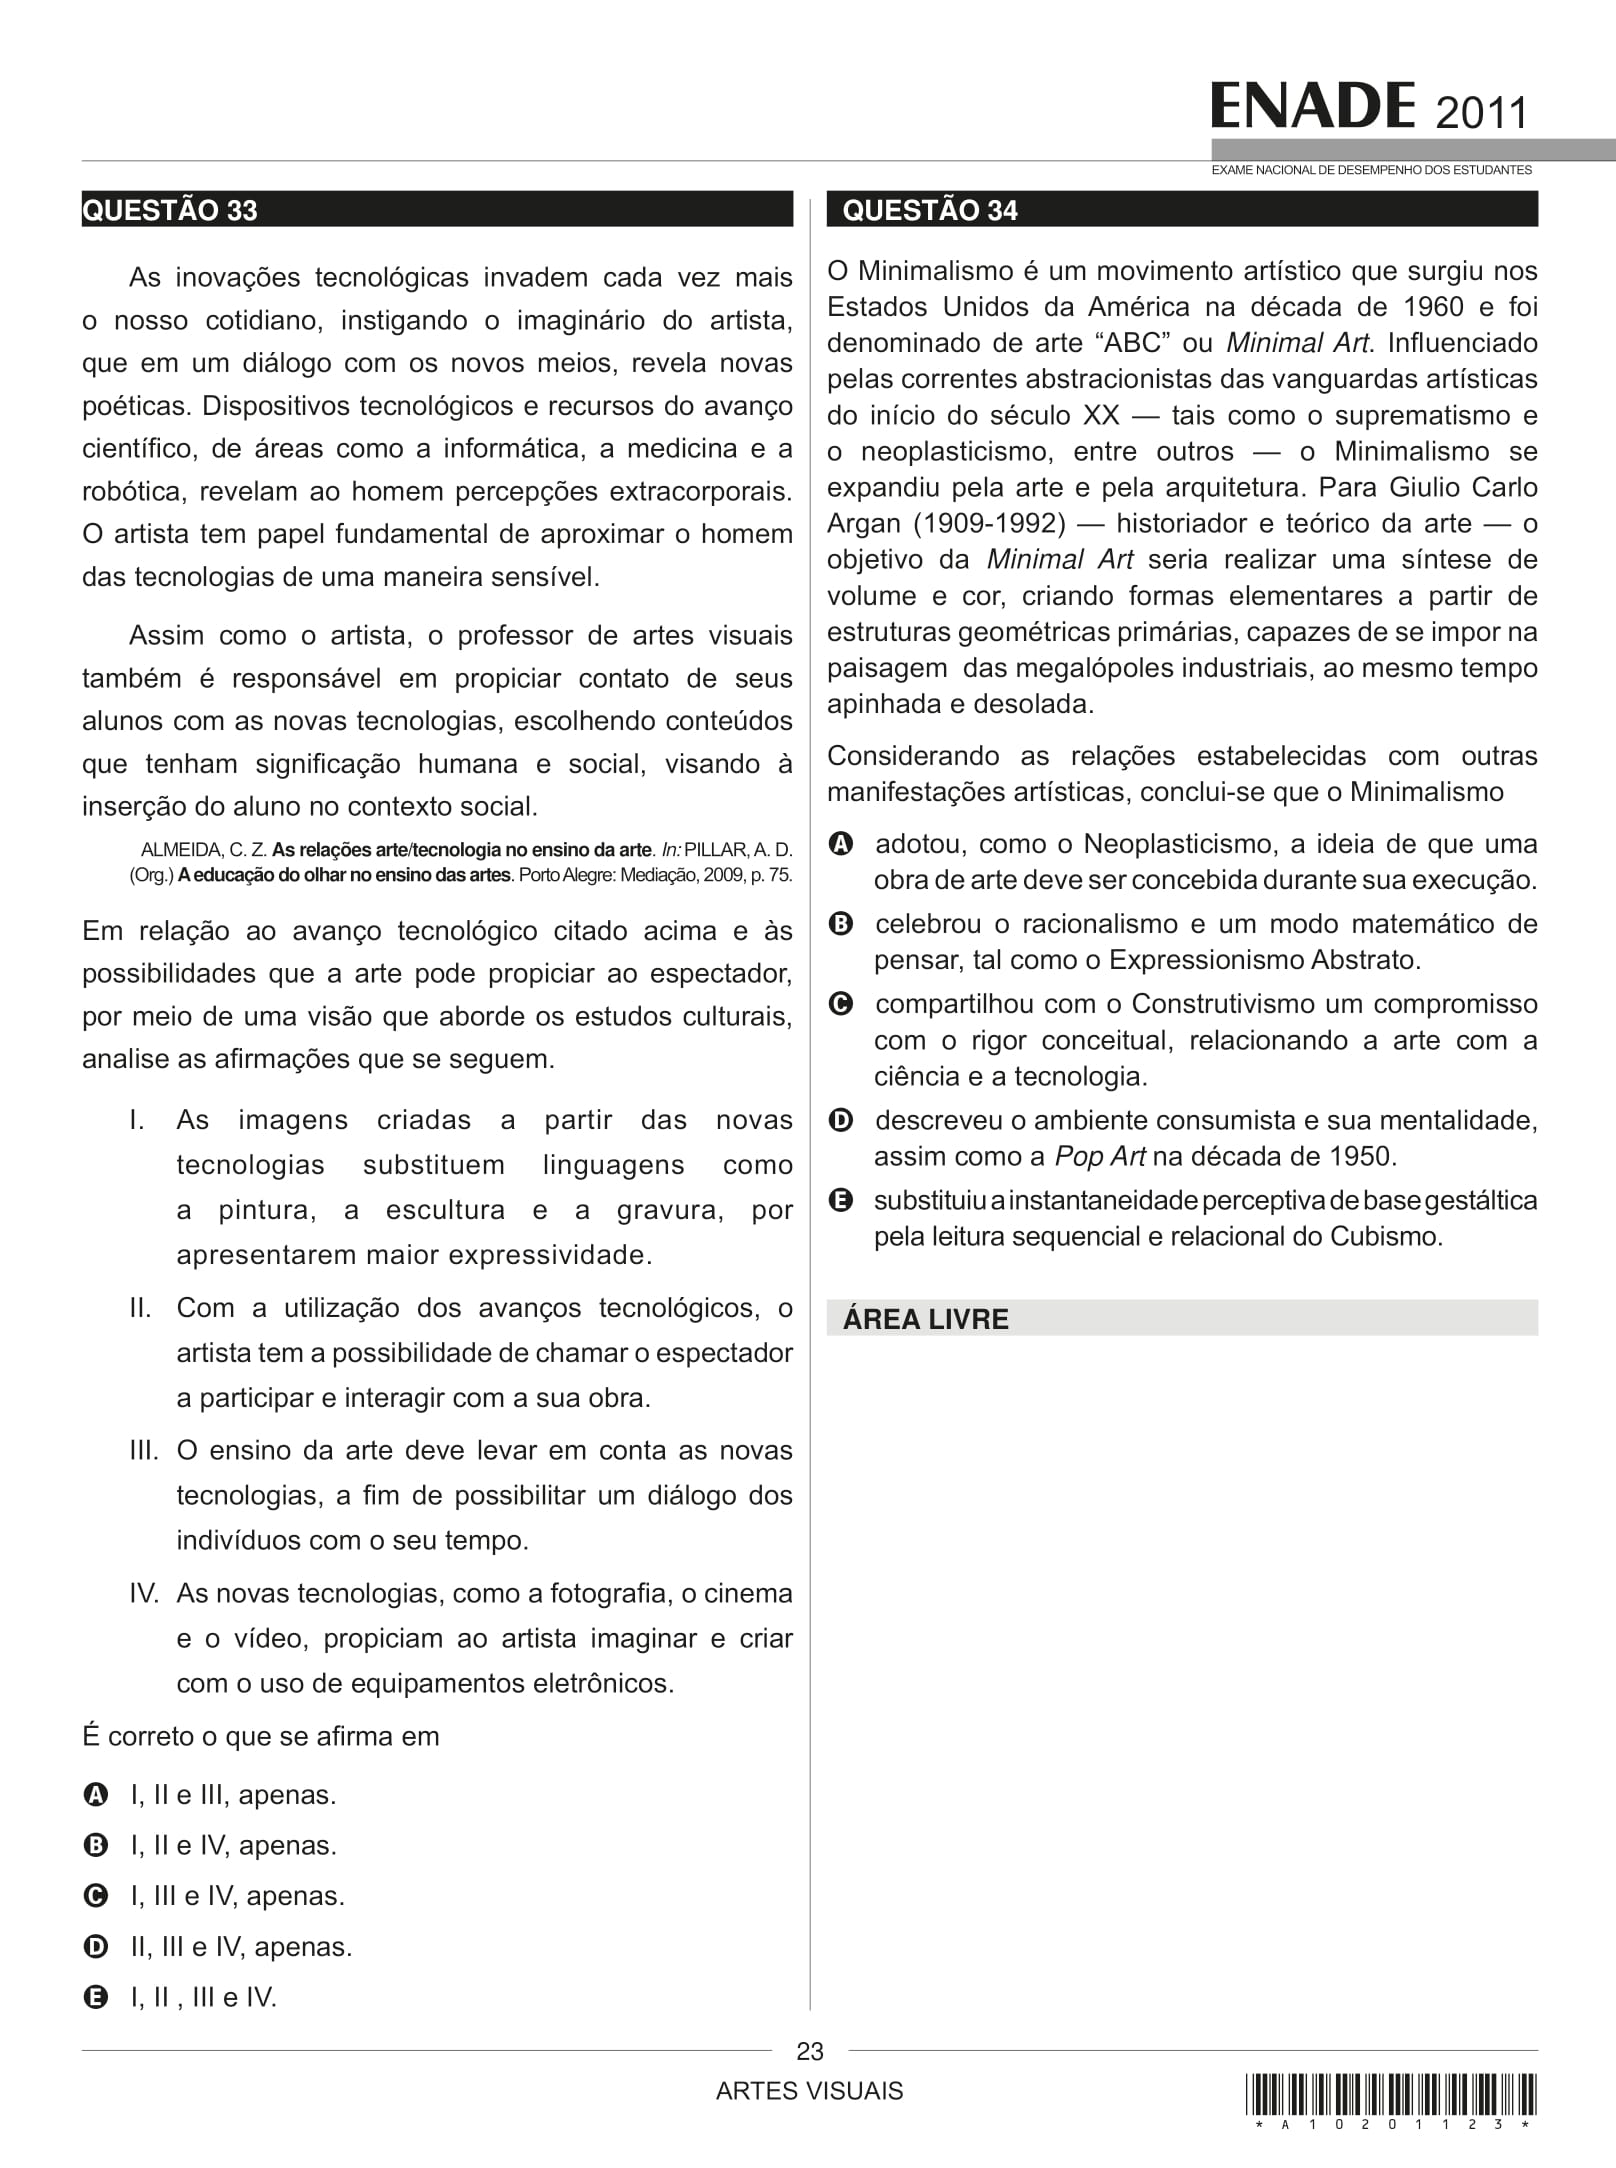 ENADE 2011
EXAME NACIONAL DE DESEMPENHO DOS ESTUDANTES
QUESTÃO 33
As inovações tecnológicas invadem cada vez mais
o nosso cotidiano, instigando o imaginário do artista,
que em um diálogo com os novos meios, revela novas
poéticas. Dispositivos tecnológicos e recursos do avanço
científico, de áreas como a informática, a medicina e a
robótica, revelam ao homem percepções extracorporais.
O artista tem papel fundamental de aproximar o homem
das tecnologias de uma maneira sensível.
Assim como o artista, o professor de artes visuais
também é responsável em propiciar contato de seus
alunos com as novas tecnologias, escolhendo conteúdos
que tenham significação humana e social, visando à
inserção do aluno no contexto social.
ALMEIDA, C. Z. As relações arte/tecnologia no ensino da arte. In: PILLAR, A. D.
(Org.) A educação do olhar no ensino das artes. Porto Alegre: Mediação, 2009, p. 75.
Em relação ao avanço tecnológico citado acima e às
possibilidades que a arte pode propiciar ao espectador,
por meio de uma visão que aborde os estudos culturais,
analise as afirmações que se seguem.
I. As imagens criadas a partir das novas
tecnologias substituem linguagens como
a pintura, a escultura e a gravura, por
apresentarem maior expressividade.
II. Com a utilização dos avanços tecnológicos, o
artista tem a possibilidade de chamar o espectador
a participar e interagir com a sua obra.
III. O ensino da arte deve levar em conta as novas
tecnologias, a fim de possibilitar um diálogo dos
indivíduos com o seu tempo.
IV. As novas tecnologias, como a fotografia, o cinema
e o vídeo, propiciam ao artista imaginar e criar
com o uso de equipamentos eletrônicos.
É correto o que se afirma em
A I, II e III, apenas.
B I, II e IV, apenas.
C I, III e IV, apenas.
D II, III e IV, apenas.
E I, II , III e IV.
QUESTÃO 34
O Minimalismo é um movimento artístico que surgiu nos
Estados Unidos da América na década de 1960 e foi
denominado de arte “ABC” ou Minimal Art. Influenciado
pelas correntes abstracionistas das vanguardas artísticas
do início do século XX — tais como o suprematismo e
o neoplasticismo, entre outros — o Minimalismo se
expandiu pela arte e pela arquitetura. Para Giulio Carlo
Argan (1909-1992) — historiador e teórico da arte — o
objetivo da Minimal Art seria realizar uma síntese de
volume e cor, criando formas elementares a partir de
estruturas geométricas primárias, capazes de se impor na
paisagem das megalópoles industriais, ao mesmo tempo
apinhada e desolada.
Considerando as relações estabelecidas com outras
manifestações artísticas, conclui-se que o Minimalismo
A adotou, como o Neoplasticismo, a ideia de que uma
obra de arte deve ser concebida durante sua execução.
B celebrou o racionalismo e um modo matemático de
pensar, tal como o Expressionismo Abstrato.
C compartilhou com o Construtivismo um compromisso
com o rigor conceitual, relacionando a arte com a
ciência e a tecnologia.
D descreveu o ambiente consumista e sua mentalidade,
assim como a Pop Art na década de 1950.
E substituiu a instantaneidade perceptiva de base gestáltica
pela leitura sequencial e relacional do Cubismo.
ÁREA LIVRE
23
ARTES VISUAIS
* A 1 0 2 0 1 1 2 3 *